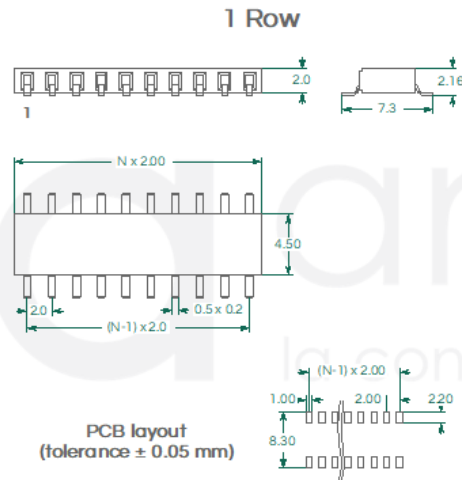 1 Row
2.0
2.16
1
7.3
N x 2.00
4.50
2.0
0.5 x 0.2
(N-1) x 2.0
(N-1) x 2.00
1.00
2.00
2.20
8.30
PCB layout
(tolerance ± 0.05 mm)
la con